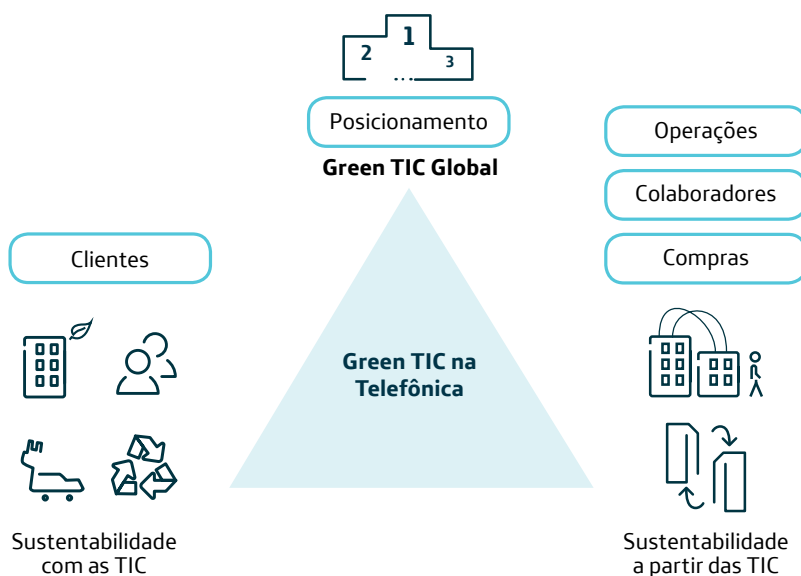 1
2
3
Posicionamento
Green TIC Global
Operações
Colaboradores
Compras
Clientes
Green TIC na
Telefônica
Sustentabilidade
com as TIC
Sustentabilidade
a partir das TIC